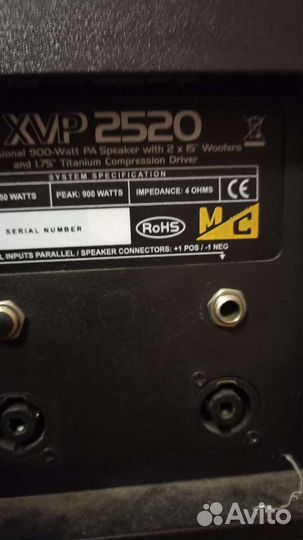 XVP 2520
900-Watt PA Speaker with 2 x 15" Woofers
and 1.75" Titanium Compression Driver
SYSTEM SPECIFICATION
WATTS PEAK: 900 WATTS IMPEDANCE: 4 OHMS CE
SERIAL NUMBER RoHS M C
INPUTS PARALLEL / SPEAKER CONNECTORS: +1 POS / -1 NEG
Avito